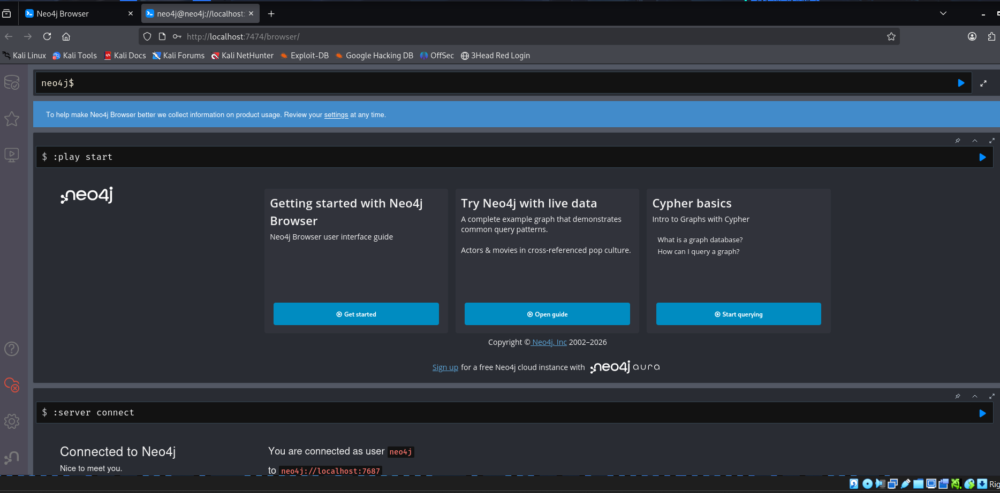 Neo4j Browser
neo4j@neo4j://localhost:
http://localhost:7474/browser/
Kali Linux Kali Tools Kali Docs Kali Forums Kali NetHunter Exploit-DB Google Hacking DB OffSec 3Head Red Login
neo4j$
To help make Neo4j Browser better we collect information on product usage. Review your settings at any time.
$ :play start
neo4j
Getting started with Neo4j
Browser
Neo4j Browser user interface guide
Get started
Try Neo4j with live data
A complete example graph that demonstrates
common query patterns.
Actors & movies in cross-referenced pop culture.
Open guide
Cypher basics
Intro to Graphs with Cypher
What is a graph database?
How can I query a graph?
Start querying
Copyright © Neo4j, Inc 2002–2026
Sign up for a free Neo4j cloud instance with neo4j aura
$ :server connect
Connected to Neo4j
Nice to meet you.
You are connected as user neo4j
to neo4j://localhost:7687